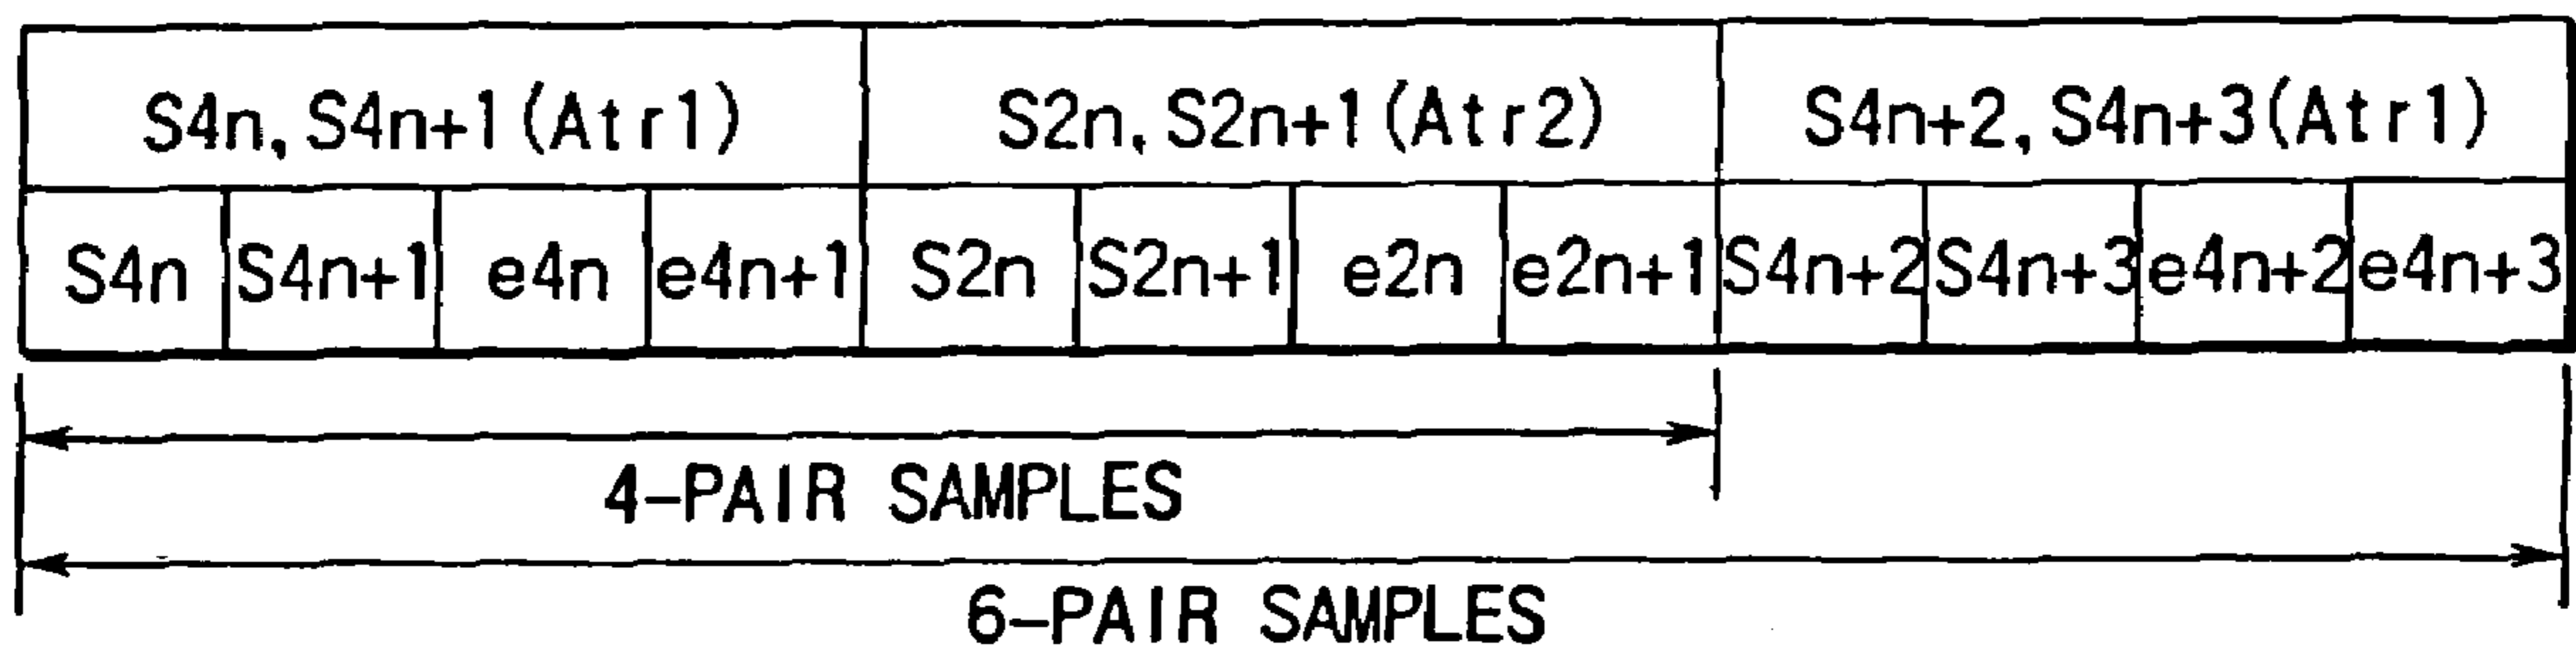 S4n, S4n+1(Atr1) S2n, S2n+1(Atr2) S4n+2, S4n+3(Atr1)
S4n S4n+1 e4n e4n+1 S2n S2n+1 e2n e2n+1 S4n+2 S4n+3 e4n+2 e4n+3
4-PAIR SAMPLES
6-PAIR SAMPLES